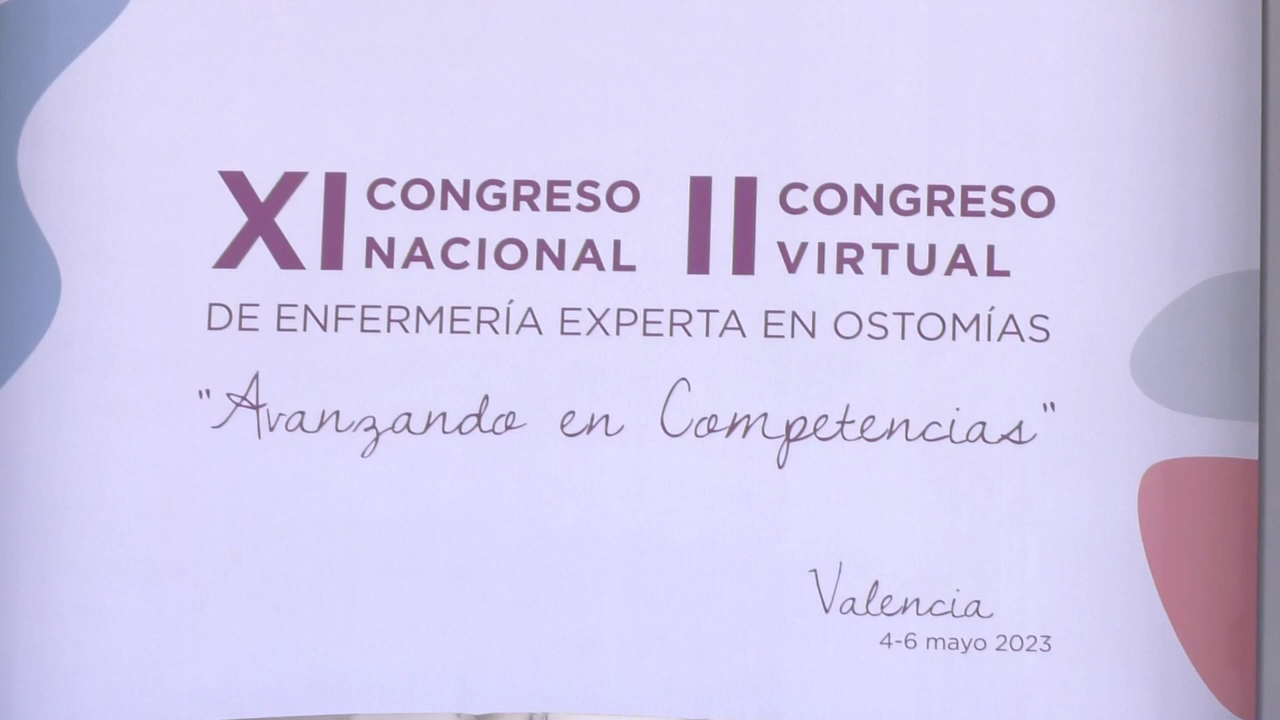 XI CONGRESO NACIONAL II CONGRESO VIRTUAL
DE ENFERMERÍA EXPERTA EN OSTOMÍAS
"Avanzando en Competencias"
Valencia
4-6 mayo 2023